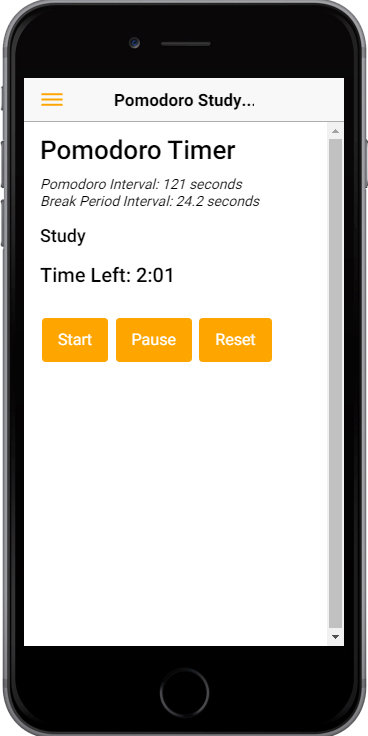 Pomodoro Study...
Pomodoro Timer
Pomodoro Interval: 121 seconds
Break Period Interval: 24.2 seconds
Study
Time Left: 2:01
Start Pause Reset